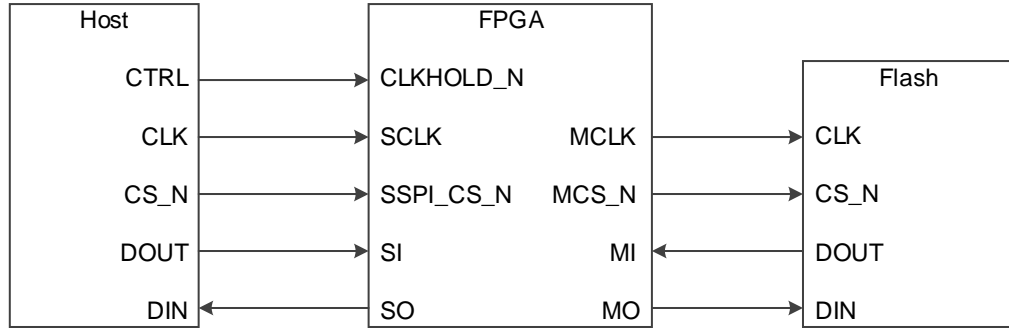 Host
CTRL
CLK
CS_N
DOUT
DIN
FPGA
CLKHOLD_N
SCLK MCLK
SSPI_CS_N MCS_N
SI MI
SO MO
Flash
CLK
CS_N
DOUT
DIN